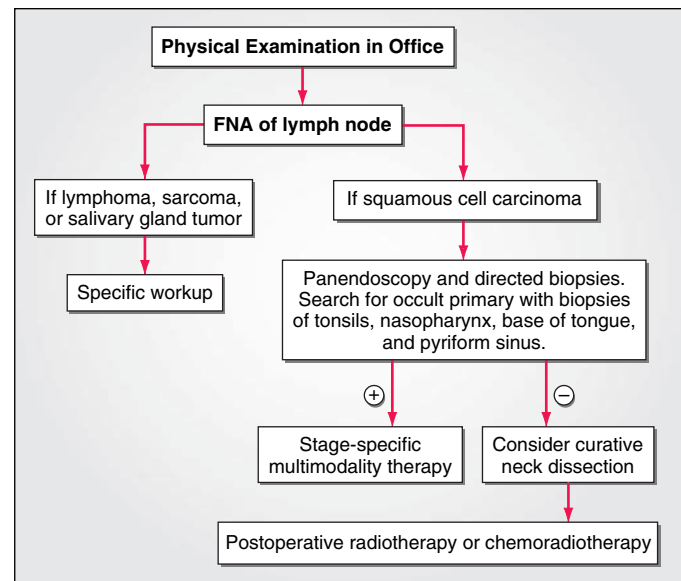 Physical Examination in Office
FNA of lymph node
If lymphoma, sarcoma,
or salivary gland tumor
If squamous cell carcinoma
Specific workup
Panendoscopy and directed biopsies.
Search for occult primary with biopsies
of tonsils, nasopharynx, base of tongue,
and pyriform sinus.
+
−
Stage-specific
multimodality therapy
Consider curative
neck dissection
Postoperative radiotherapy or chemoradiotherapy